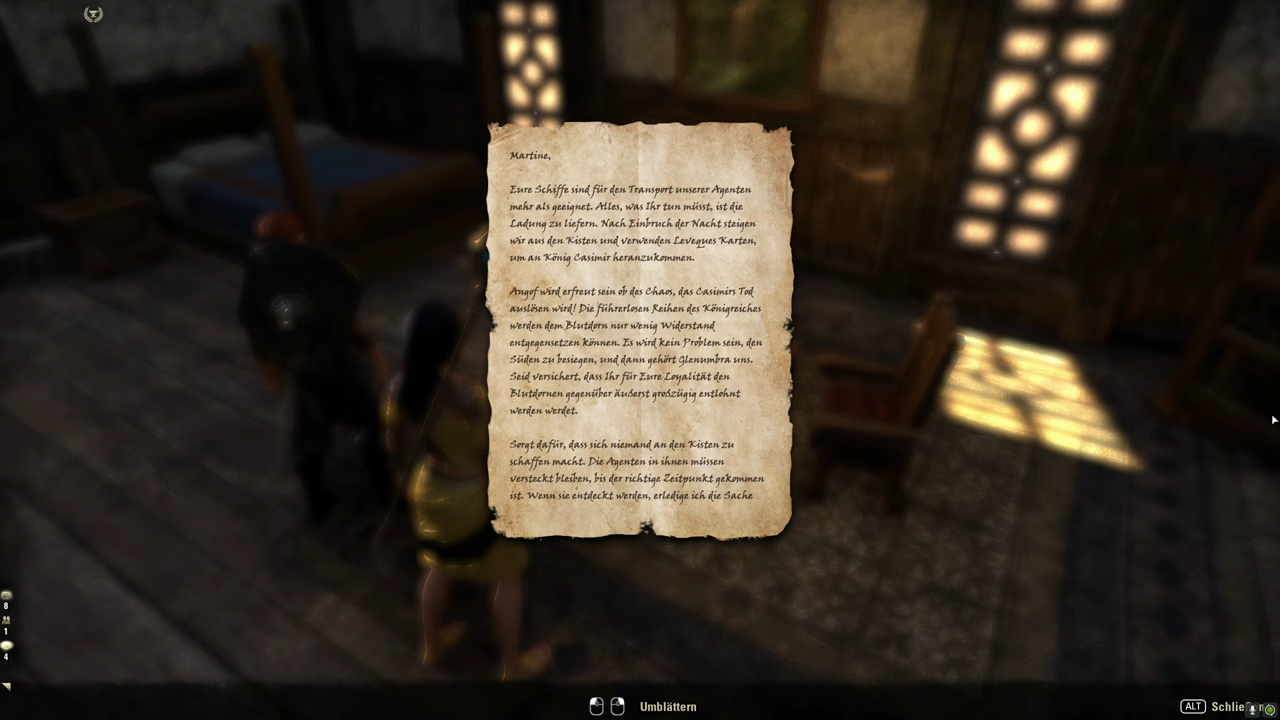 Martine,
Eure Schiffe sind für den Transport unserer Agenten
mehr als geeignet. Alles, was Ihr tun müsst, ist die
Ladung zu liefern. Nach Einbruch der Nacht steigen
wir aus den Kisten und verwenden Leveques Karten,
um an König Casimir heranzukommen.
Angof wird erfreut sein ob des Chaos, das Casimirs Tod
auslösen wird! Die führerlosen Reihen des Königreiches
werden dem Blutdorn nur wenig Widerstand
entgegensetzen können. Es wird kein Problem sein, den
Süden zu besiegen, und dann gehört Glenumbra uns.
Seid versichert, dass Ihr für Eure Loyalität den
Blutdornen gegenüber äußerst großzügig entlohnt
werden werdet.
Sorgt dafür, dass sich niemand an den Kisten zu
schaffen macht. Die Agenten in ihnen müssen
versteckt bleiben, bis der richtige Zeitpunkt gekommen
ist. Wenn sie entdeckt werden, erledige ich die Sache
8
1
4
Umblättern
ALT